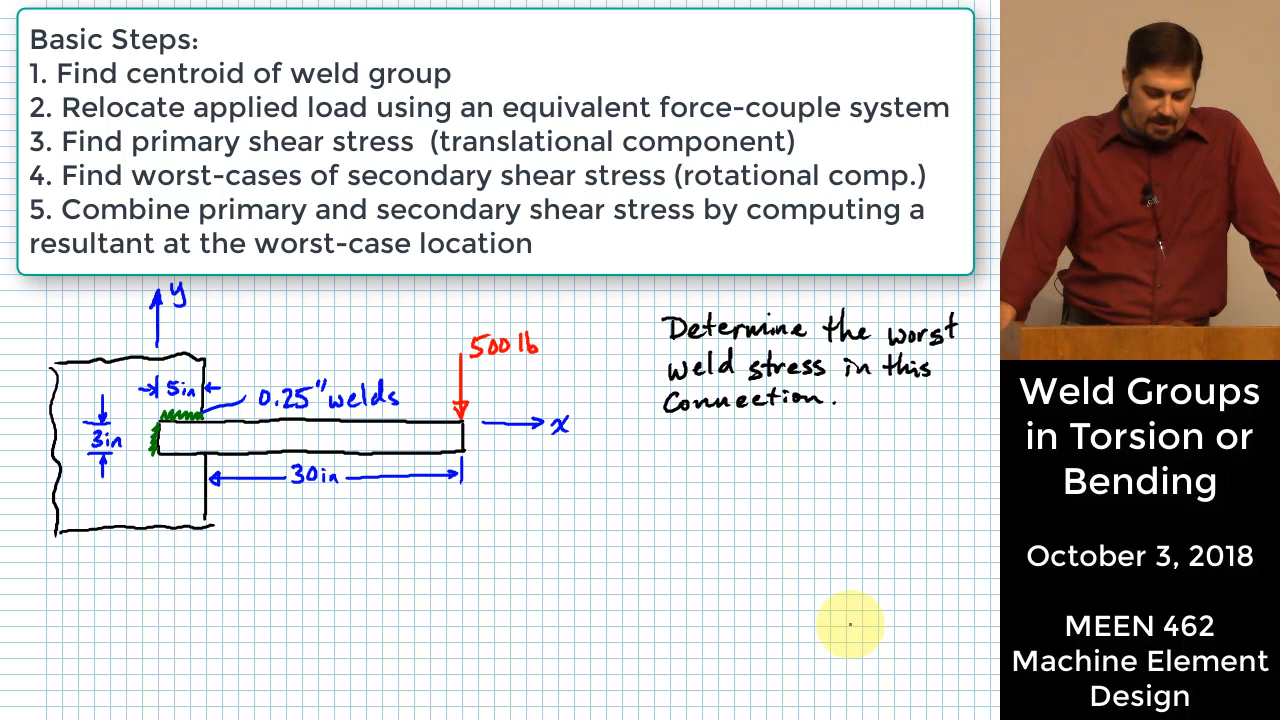 Basic Steps:
1. Find centroid of weld group
2. Relocate applied load using an equivalent force-couple system
3. Find primary shear stress (translational component)
4. Find worst-cases of secondary shear stress (rotational comp.)
5. Combine primary and secondary shear stress by computing a
resultant at the worst-case location
y
500 lb
5in
0.25" welds
x
3in
30in
Determine the worst
weld stress in this
Connection.
Weld Groups
in Torsion or
Bending
October 3, 2018
MEEN 462
Machine Element
Design